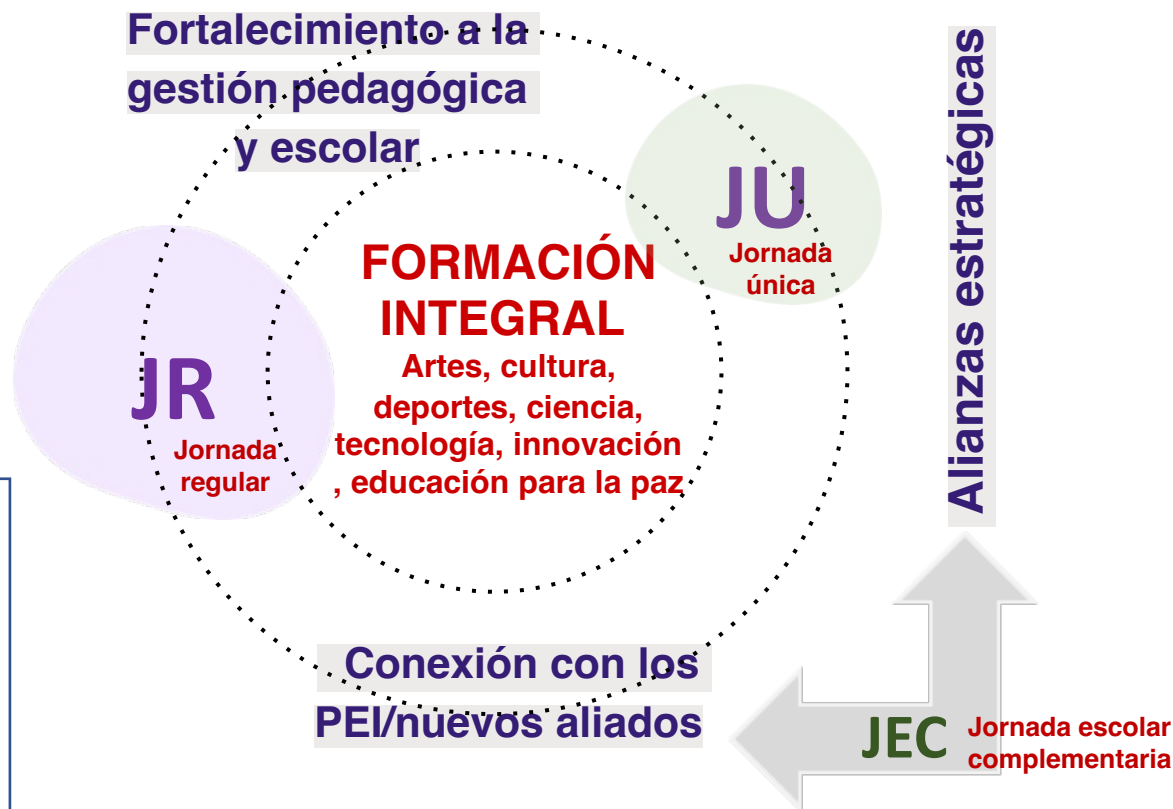 Fortalecimiento a la
gestión pedagógica
y escolar
JU
Jornada
única
FORMACIÓN
INTEGRAL
Artes, cultura,
deportes, ciencia,
tecnología, innovación
, educación para la paz
JR
Jornada
regular
Alianzas estratégicas
Conexión con los
PEI/nuevos aliados
JEC
Jornada escolar
complementaria